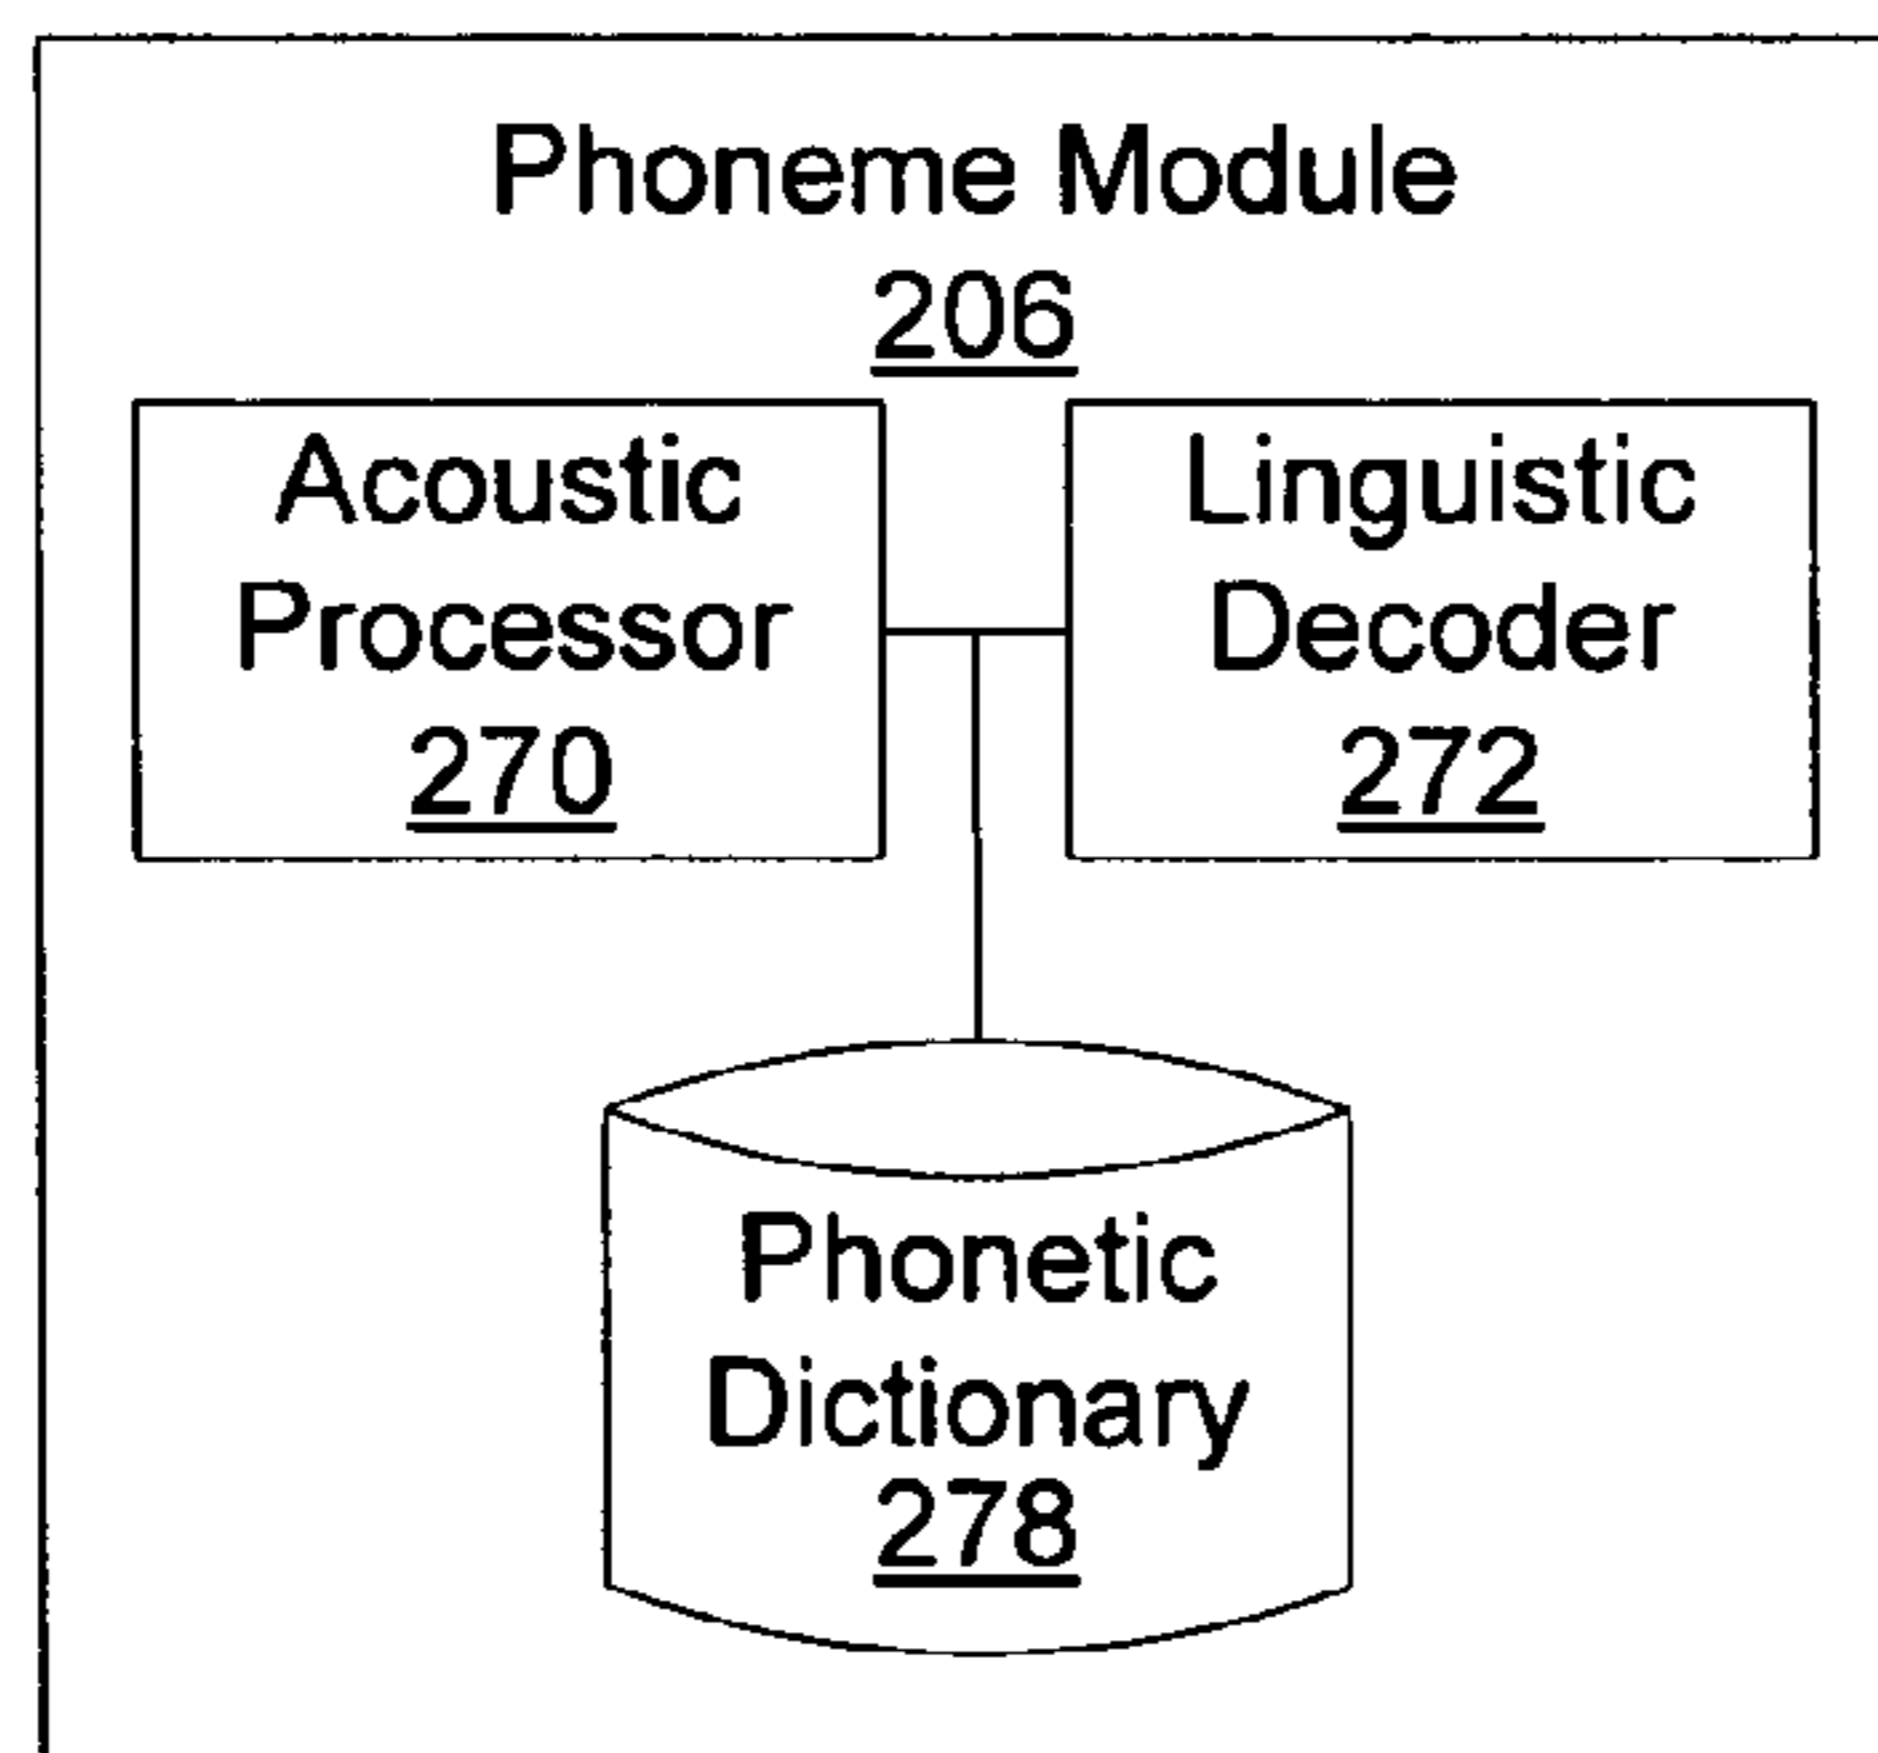 Phoneme Module
206
Acoustic
Processor
270
Linguistic
Decoder
272
Phonetic
Dictionary
278